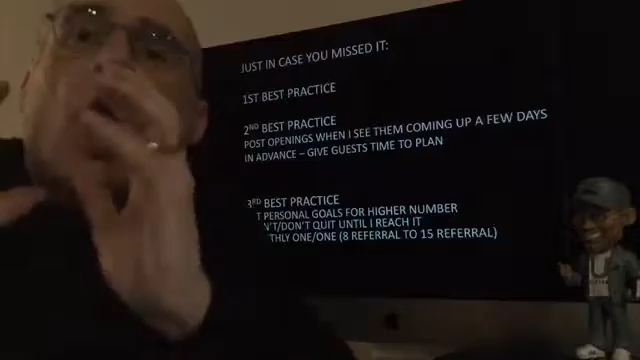 JUST IN CASE YOU MISSED IT:
1ST BEST PRACTICE
2ND BEST PRACTICE
POST OPENINGS WHEN I SEE THEM COMING UP A FEW DAYS
IN ADVANCE – GIVE GUESTS TIME TO PLAN
3RD BEST PRACTICE
T PERSONAL GOALS FOR HIGHER NUMBER
N'T/DON'T QUIT UNTIL I REACH IT
THLY ONE/ONE (8 REFERRAL TO 15 REFERRAL)